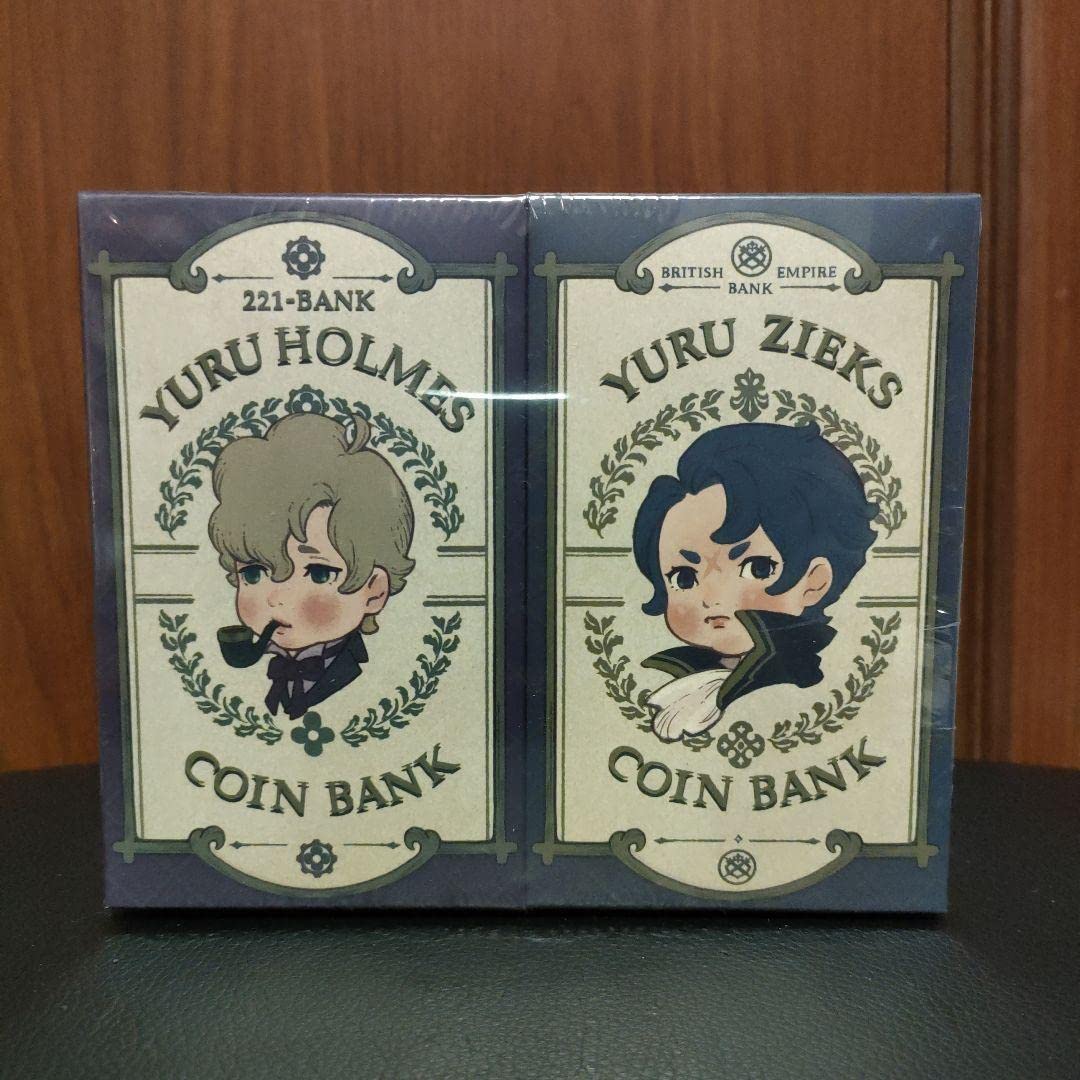 221-BANK
YURU HOLMES
COIN BANK
BRITISH EMPIRE
BANK
YURU ZIEKS
COIN BANK